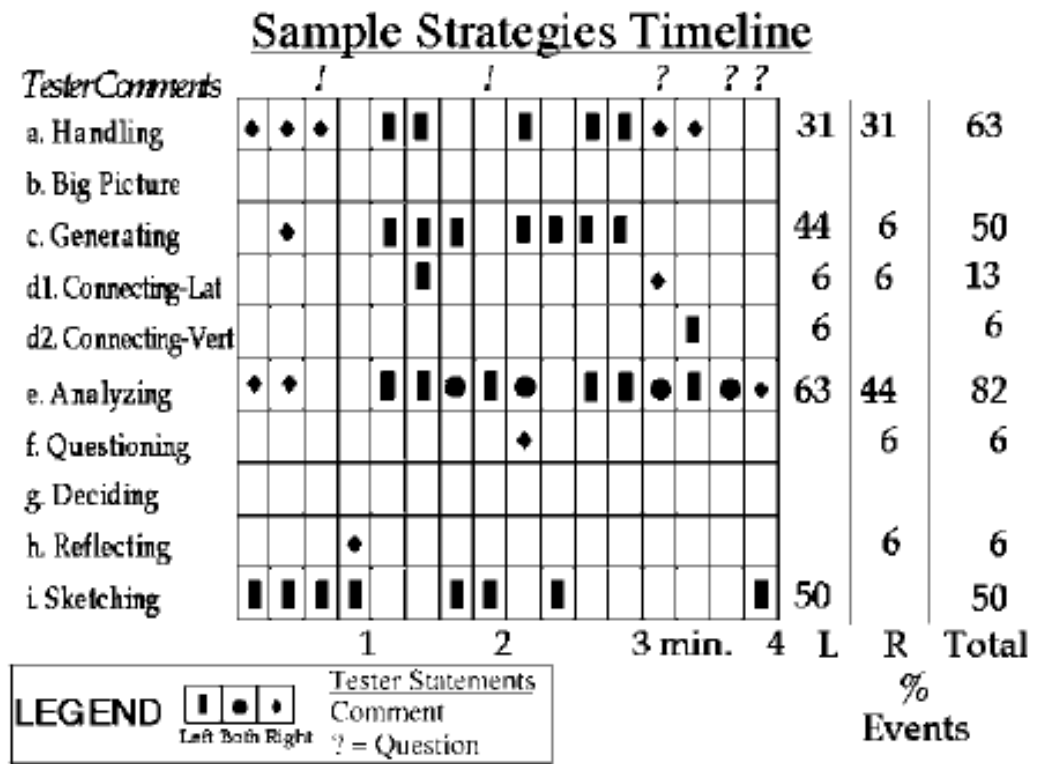 Sample Strategies Timeline
Tester Comments ! ! ? ? ?
a. Handling 31 31 63
b. Big Picture
c. Generating 44 6 50
d1. Connecting-Lat 6 6 13
d2. Connecting-Vert 6 6
e. Analyzing 63 44 82
f. Questioning 6 6
g. Deciding
h. Reflecting 6 6
i. Sketching 50 50
1 2 3 min. 4 L R Total
%
Events
LEGEND
Left Both Right
Tester Statements
Comment
? = Question